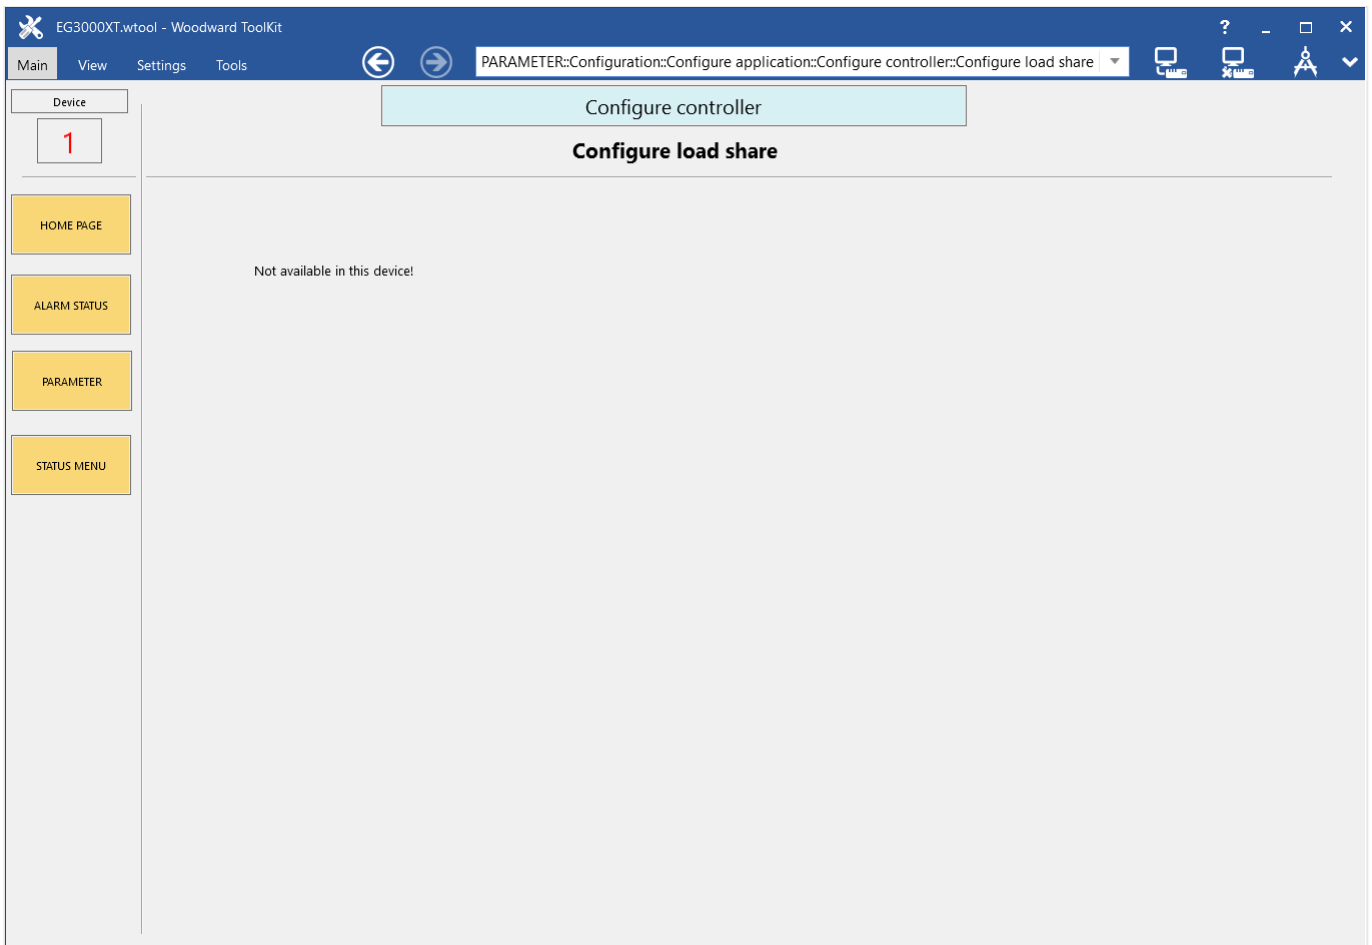 EG3000XT.wtool - Woodward ToolKit
?
Main View Settings Tools
PARAMETER::Configuration::Configure application::Configure controller::Configure load share
Device
1
Configure controller
Configure load share
HOME PAGE
Not available in this device!
ALARM STATUS
PARAMETER
STATUS MENU